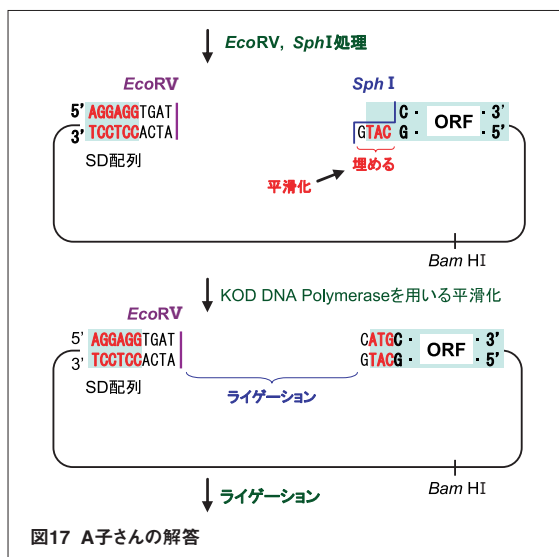 EcoRV, SphⅠ処理
EcoRV SphⅠ
5' AGGAGGTGAT C・ ORF ・3'
3' TCCTCCACTA GTAC G・ ORF ・5'
SD配列 埋める
平滑化
Bam HI
KOD DNA Polymeraseを用いる平滑化
EcoRV
5' AGGAGGTGAT CATGC・ ORF ・3'
3' TCCTCCACTA GTACG・ ・5'
SD配列
ライゲーション
Bam HI
ライゲーション
図17 A子さんの解答